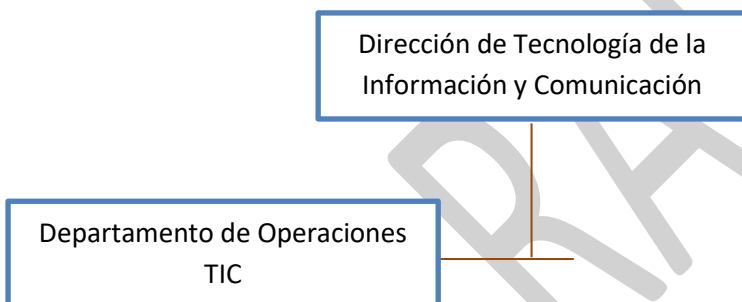 Dirección de Tecnología de la
Información y Comunicación
Departamento de Operaciones
TIC